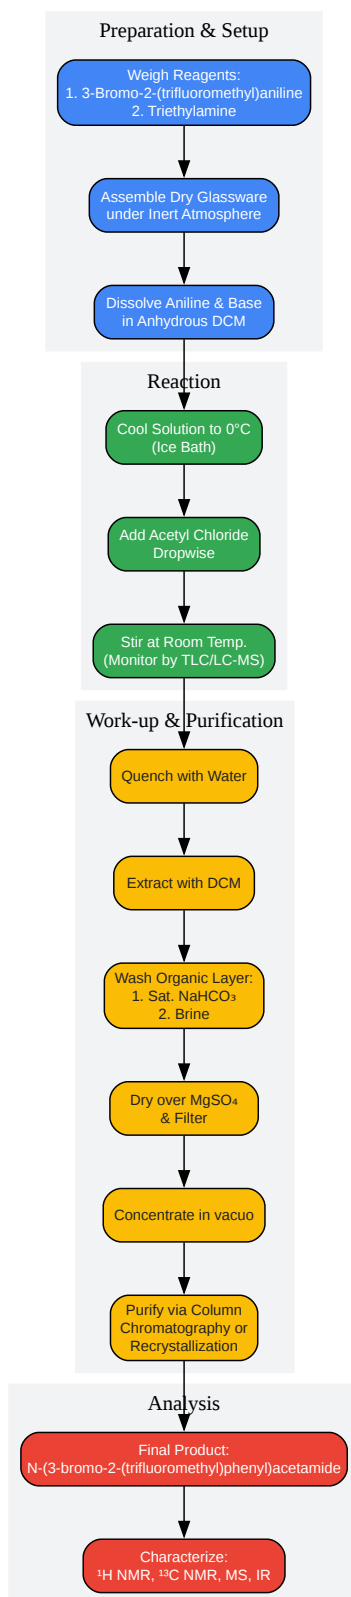 Preparation & Setup
Weigh Reagents:
1. 3-Bromo-2-(trifluoromethyl)aniline
2. Triethylamine
Assemble Dry Glassware
under Inert Atmosphere
Dissolve Aniline & Base
in Anhydrous DCM
Reaction
Cool Solution to 0°C
(Ice Bath)
Add Acetyl Chloride
Dropwise
Stir at Room Temp.
(Monitor by TLC/LC-MS)
Work-up & Purification
Quench with Water
Extract with DCM
Wash Organic Layer:
1. Sat. NaHCO₃
2. Brine
Dry over MgSO₄
& Filter
Concentrate in vacuo
Purify via Column
Chromatography or
Recrystallization
Analysis
Final Product:
N-(3-bromo-2-(trifluoromethyl)phenyl)acetamide
Characterize:
¹H NMR, ¹³C NMR, MS, IR